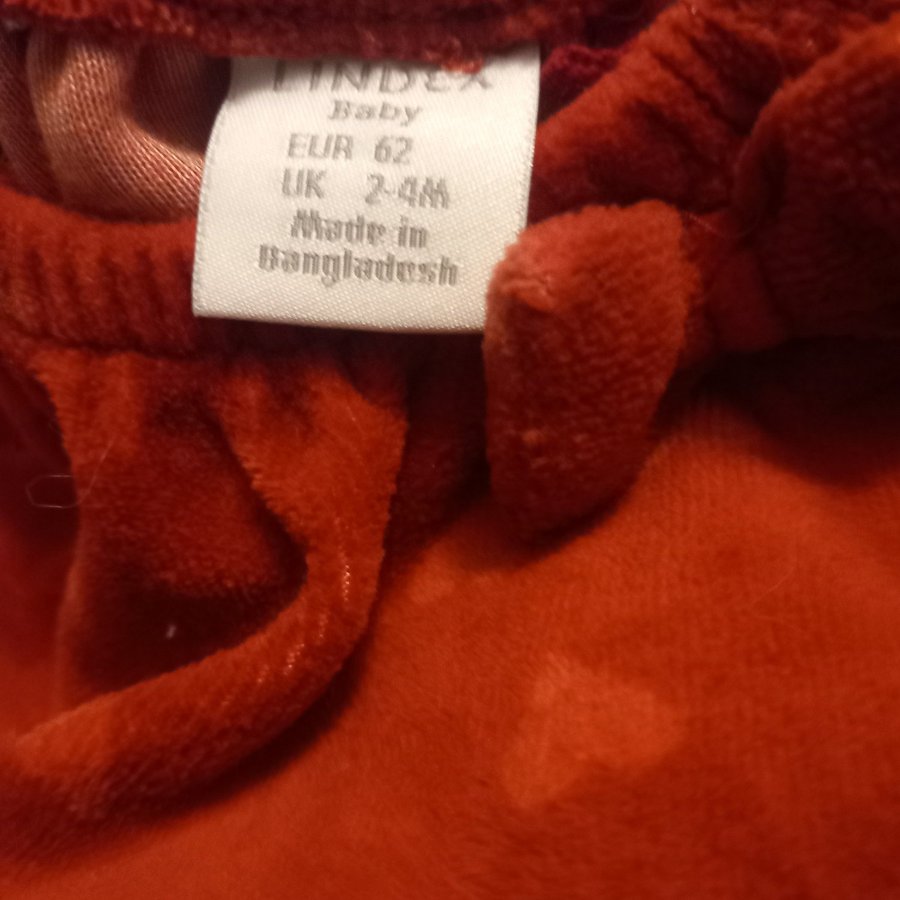 LINDEX
Baby
EUR 62
UK 2-4M
Made in
Bangladesh